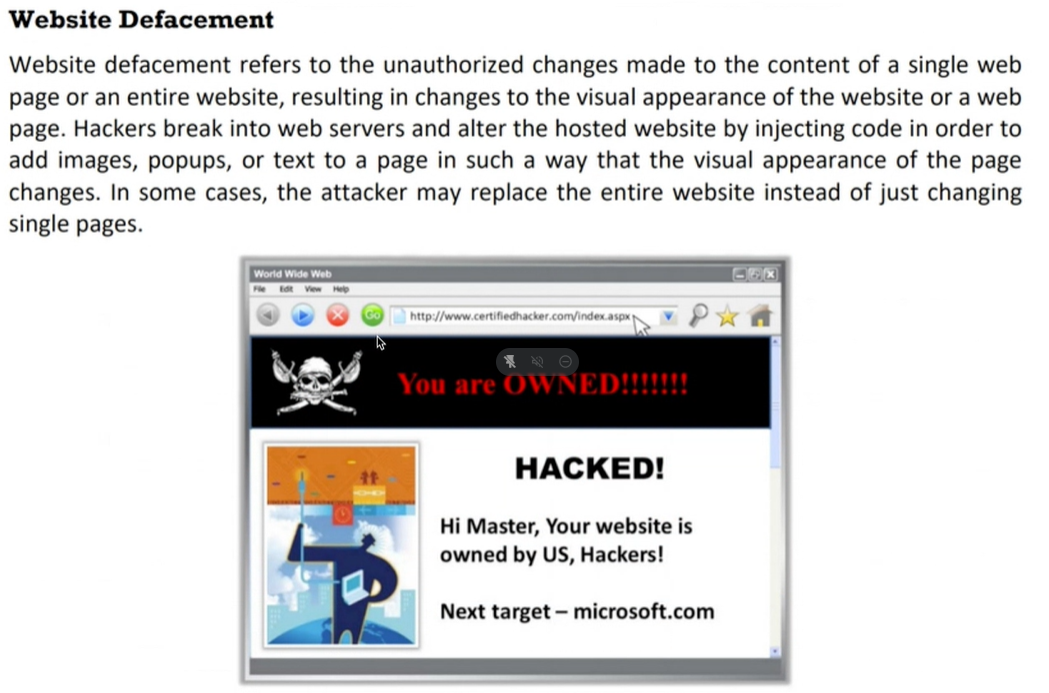 Website Defacement
Website defacement refers to the unauthorized changes made to the content of a single web
page or an entire website, resulting in changes to the visual appearance of the website or a web
page. Hackers break into web servers and alter the hosted website by injecting code in order to
add images, popups, or text to a page in such a way that the visual appearance of the page
changes. In some cases, the attacker may replace the entire website instead of just changing
single pages.
World Wide Web
File Edit View Help
Go http://www.certifiedhacker.com/index.aspx
You are OWNED!!!!!!!
HACKED!
Hi Master, Your website is
owned by US, Hackers!
Next target – microsoft.com